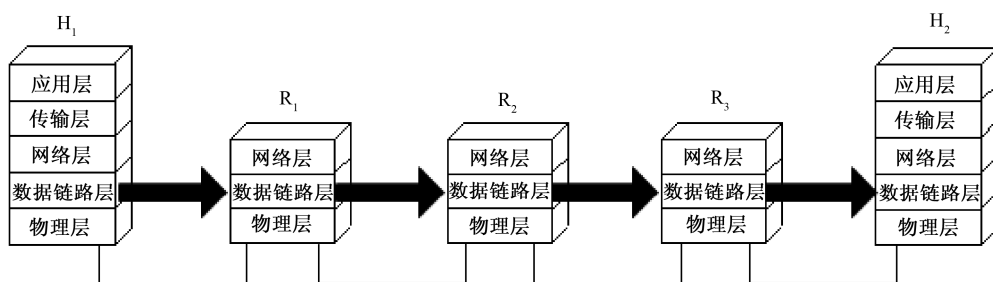 H₁
应用层
传输层
网络层
数据链路层
物理层
R₁
网络层
数据链路层
物理层
R₂
网络层
数据链路层
物理层
R₃
网络层
数据链路层
物理层
H₂
应用层
传输层
网络层
数据链路层
物理层